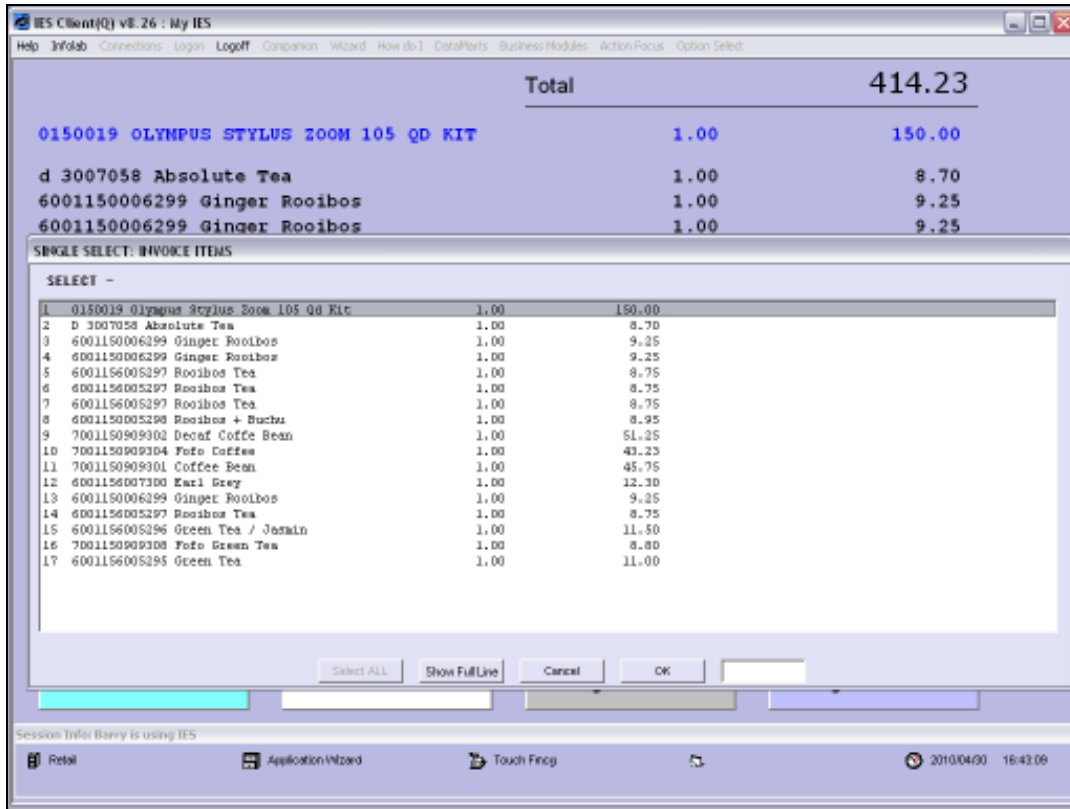 IES Client(Q) v8.26 : My IES
Help Infolab Connections Logon Logoff Companion Wizard How do I DataMarts Business Modules Action Focus Option Select
Total 414.23
0150019 OLYMPUS STYLUS ZOOM 105 QD KIT 1.00 150.00
d 3007058 Absolute Tea 1.00 8.70
6001150006299 Ginger Rooibos 1.00 9.25
6001150006299 Ginger Rooibos 1.00 9.25
SINGLE SELECT: INVOICE ITEMS
SELECT -
1 0150019 Olympus Stylus Zoom 105 Qd Kit 1.00 150.00
2 D 3007058 Absolute Tea 1.00 8.70
3 6001150006299 Ginger Rooibos 1.00 9.25
4 6001150006299 Ginger Rooibos 1.00 9.25
5 6001156005297 Rooibos Tea 1.00 8.75
6 6001156005297 Rooibos Tea 1.00 8.75
7 6001156005297 Rooibos Tea 1.00 8.75
8 6001150005298 Rooibos + Buchu 1.00 8.95
9 7001150909302 Decaf Coffe Bean 1.00 51.25
10 7001150909304 Fofo Coffee 1.00 43.23
11 7001150909301 Coffee Bean 1.00 45.75
12 6001156007300 Earl Grey 1.00 12.30
13 6001150006299 Ginger Rooibos 1.00 9.25
14 6001156005297 Rooibos Tea 1.00 8.75
15 6001156005296 Green Tea / Jasmin 1.00 11.50
16 7001150909308 Fofo Green Tea 1.00 8.80
17 6001156005295 Green Tea 1.00 11.00
Select ALL Show Full Line Cancel OK
Session Info: Barry is using IES
Retail Application Wizard Touch Fincg 2010/04/30 16:43:09